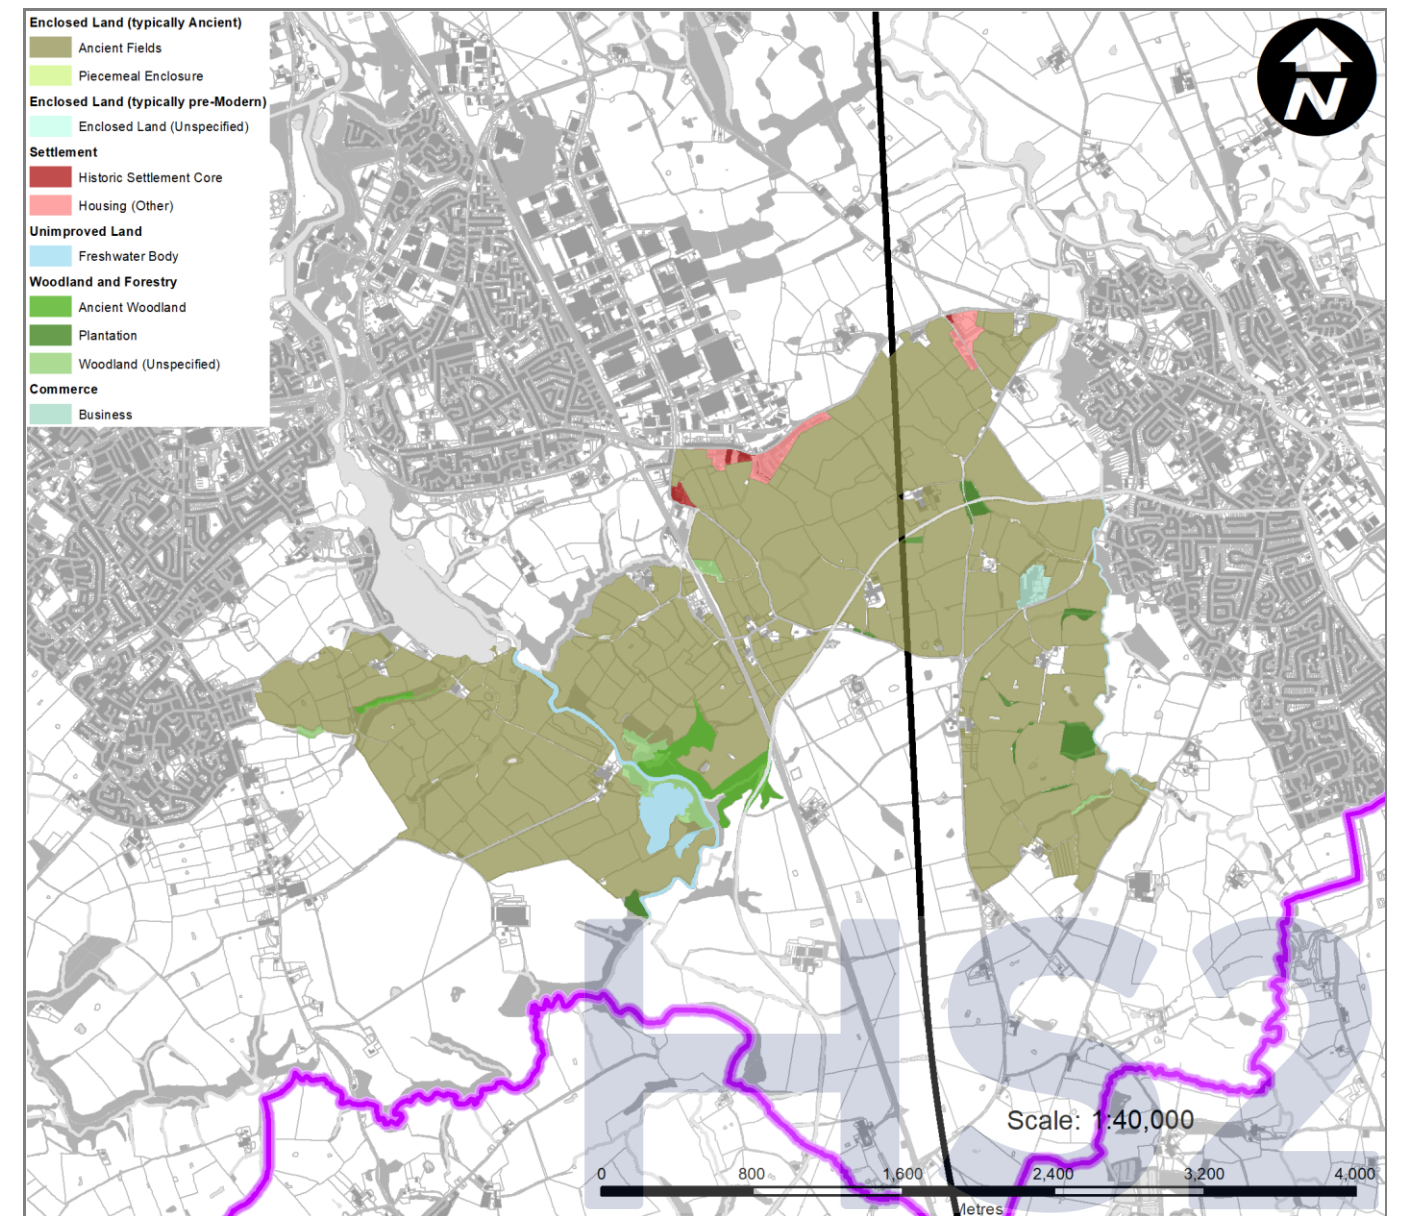 Enclosed Land (typically Ancient)
Ancient Fields
Piecemeal Enclosure
Enclosed Land (typically pre-Modern)
Enclosed Land (Unspecified)
Settlement
Historic Settlement Core
Housing (Other)
Unimproved Land
Freshwater Body
Woodland and Forestry
Ancient Woodland
Plantation
Woodland (Unspecified)
Commerce
Business
N
HS2
Scale: 1:40,000
0 800 1,600 2,400 3,200 4,000
Metres